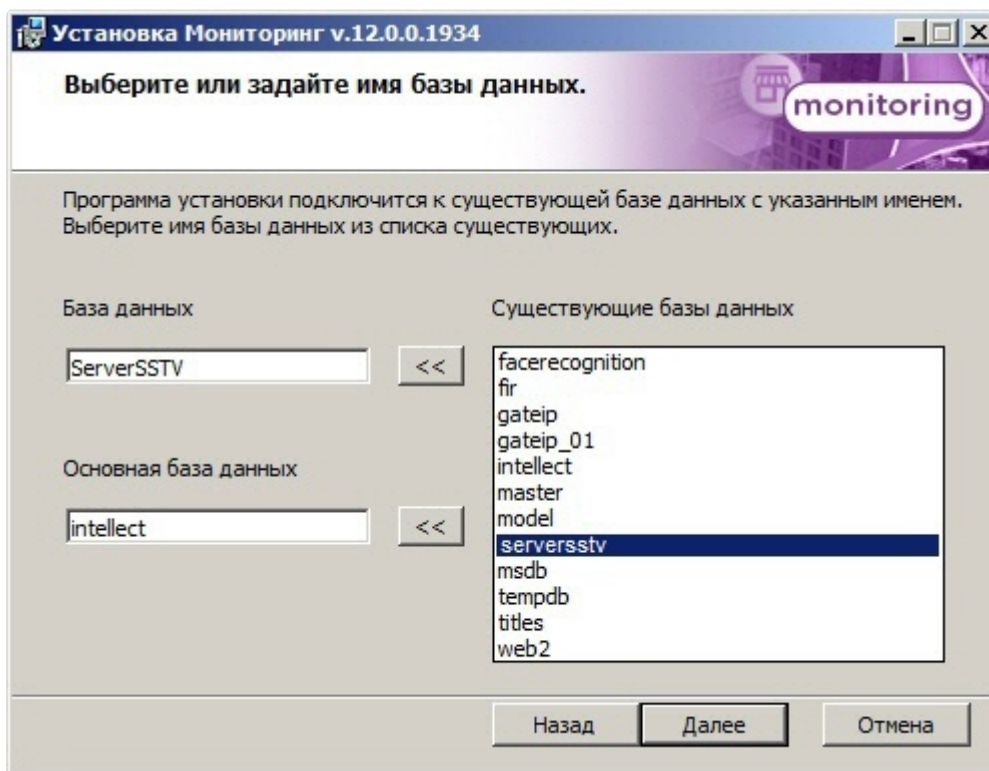 Установка Мониторинг v.12.0.0.1934
Выберите или задайте имя базы данных.
monitoring
Программа установки подключится к существующей базе данных с указанным именем.
Выберите имя базы данных из списка существующих.
База данных
ServerSSTV
<<
Основная база данных
intellect
<<
Существующие базы данных
facerecognition
fir
gateip
gateip_01
intellect
master
model
serversstv
msdb
tempdb
titles
web2
Назад
Далее
Отмена